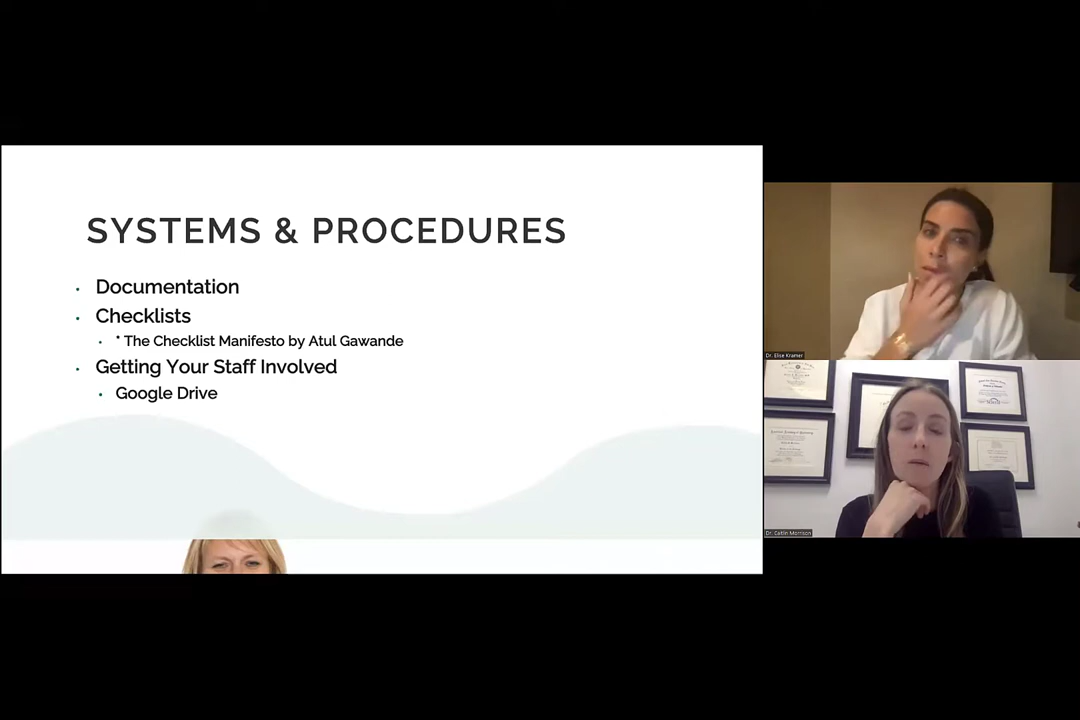 SYSTEMS & PROCEDURES
Documentation
Checklists
* The Checklist Manifesto by Atul Gawande
Getting Your Staff Involved
Google Drive
Dr. Elise Kramer
Dr. Caitlin Morrison